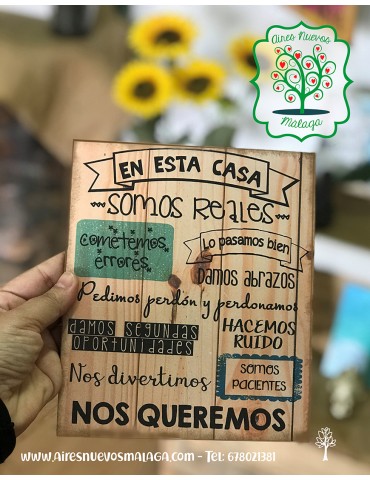 Aires Nuevos
Málaga
EN ESTA CASA
SOMOS REALES
COMETEMOS
ERRORES
Lo pasamos bien
DAMOS ABRAZOS
Pedimos perdón y perdonamos
DAMOS SEGUNDAS
OPORTUNIDADES
HACEMOS
RUIDO
Nos divertimos
SOMOS
PACIENTES
NOS QUEREMOS
www.airesnuevosmalaga.com - Tel: 678021381